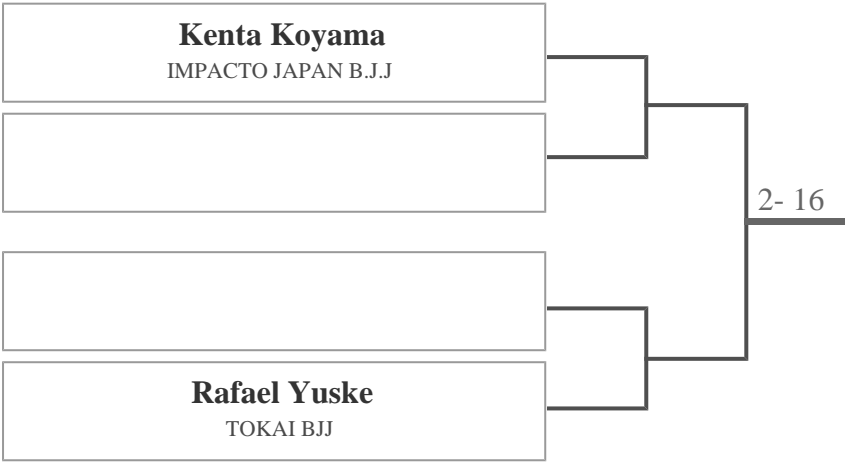 Kenta Koyama
IMPACTO JAPAN B.J.J
2- 16
Rafael Yuske
TOKAI BJJ